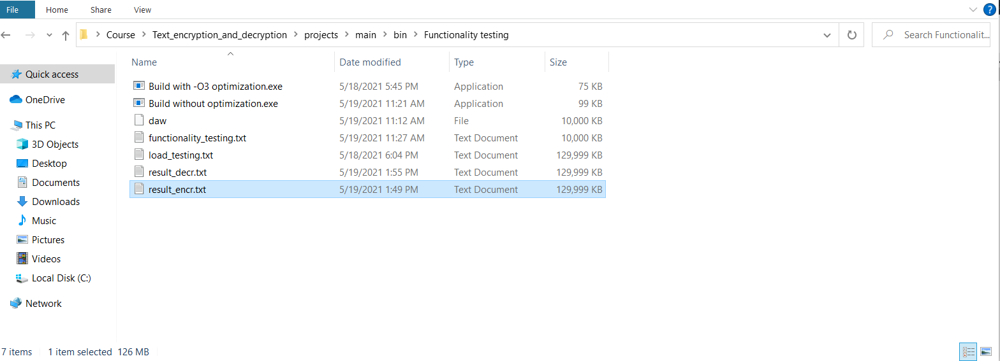 File Home Share View
Course Text_encryption_and_decryption projects main bin Functionality testing Search Functionalit...
Name Date modified Type Size
Quick access
OneDrive
This PC
3D Objects
Desktop
Documents
Downloads
Music
Pictures
Videos
Local Disk (C:)
Network
Build with -O3 optimization.exe 5/18/2021 5:45 PM Application 75 KB
Build without optimization.exe 5/19/2021 11:21 AM Application 99 KB
daw 5/19/2021 11:12 AM File 10,000 KB
functionality_testing.txt 5/19/2021 11:27 AM Text Document 10,000 KB
load_testing.txt 5/18/2021 6:04 PM Text Document 129,999 KB
result_decr.txt 5/19/2021 1:55 PM Text Document 129,999 KB
result_encr.txt 5/19/2021 1:49 PM Text Document 129,999 KB
7 items 1 item selected 126 MB